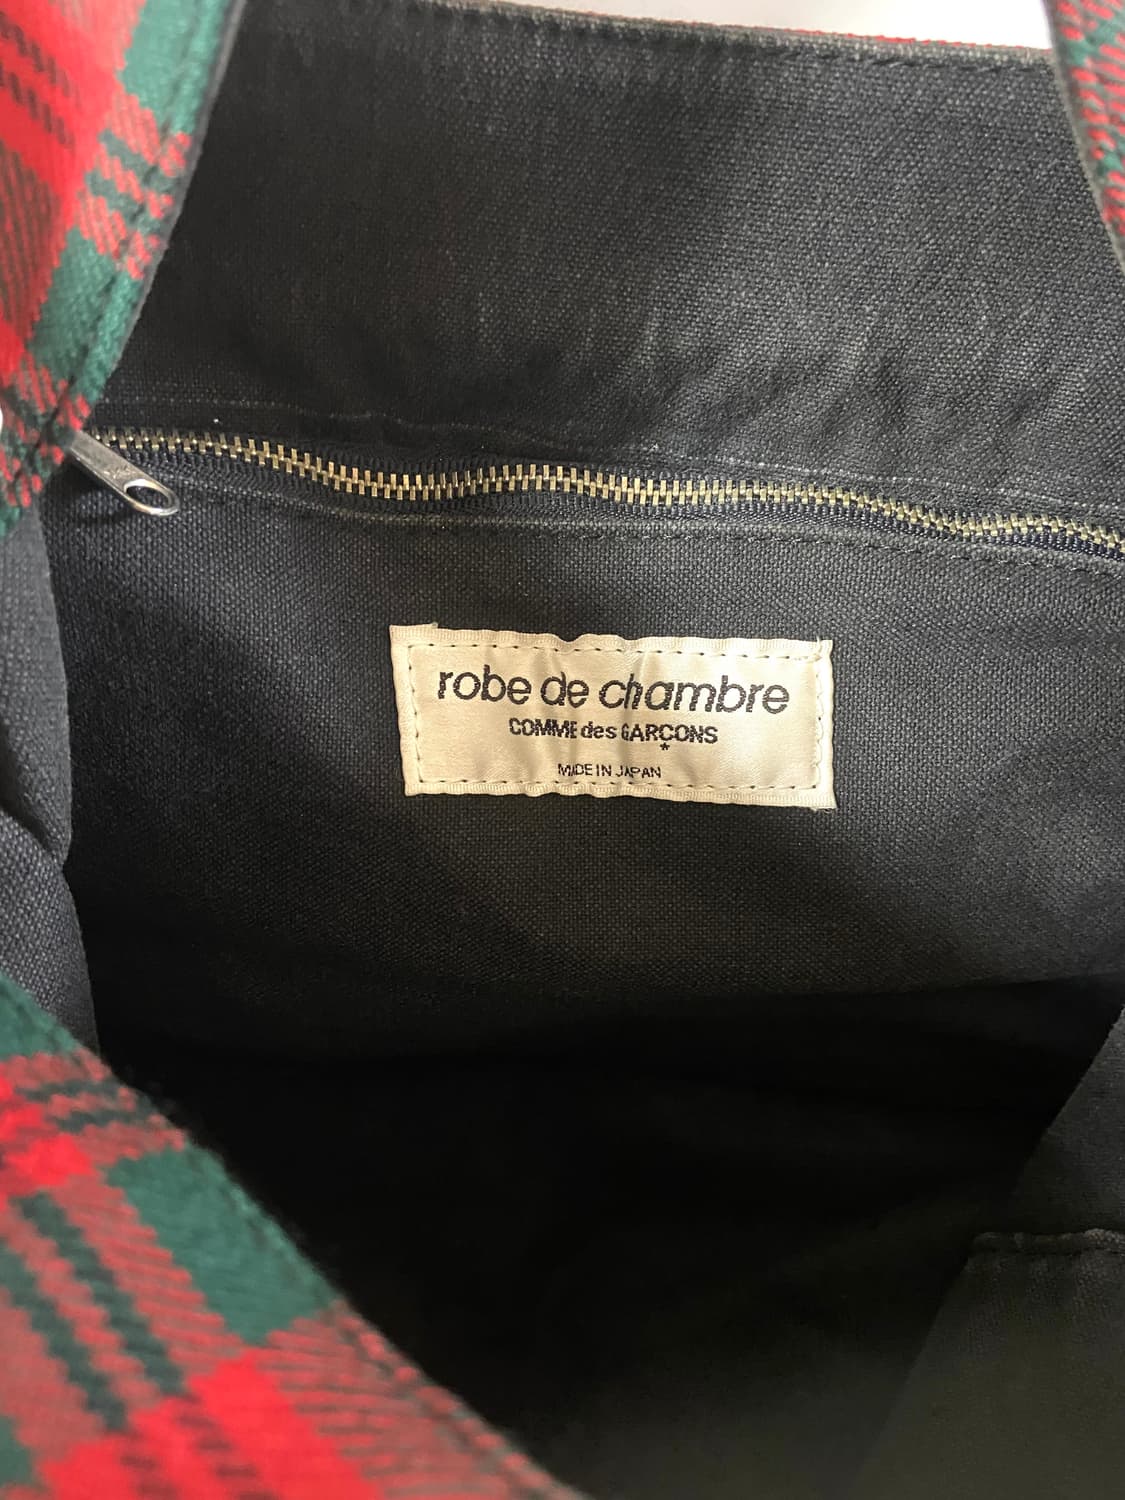 robe de chambre
COMME des GARÇONS
*
MADE IN JAPAN